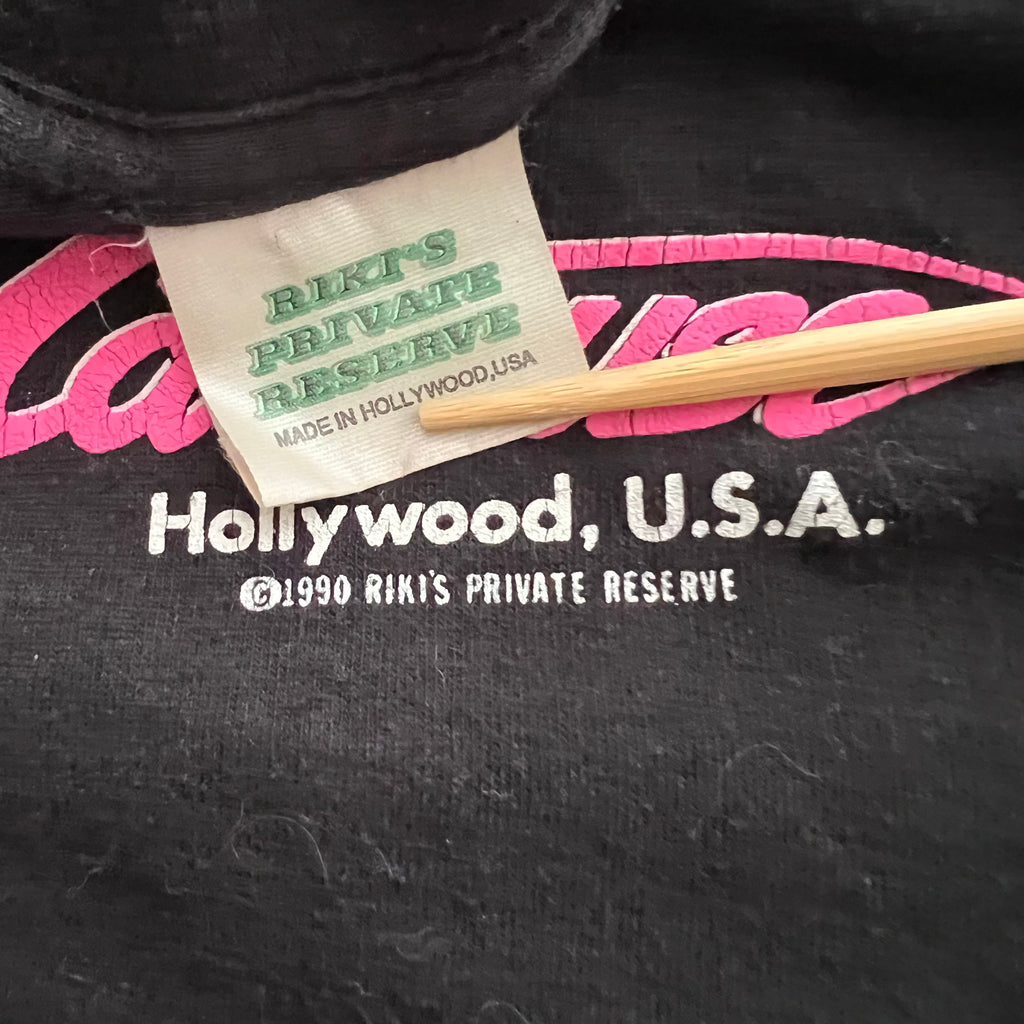 RIKI'S
PRIVATE
RESERVE
MADE IN HOLLYWOOD, USA
Hollywood, U.S.A.
©1990 RIKI'S PRIVATE RESERVE